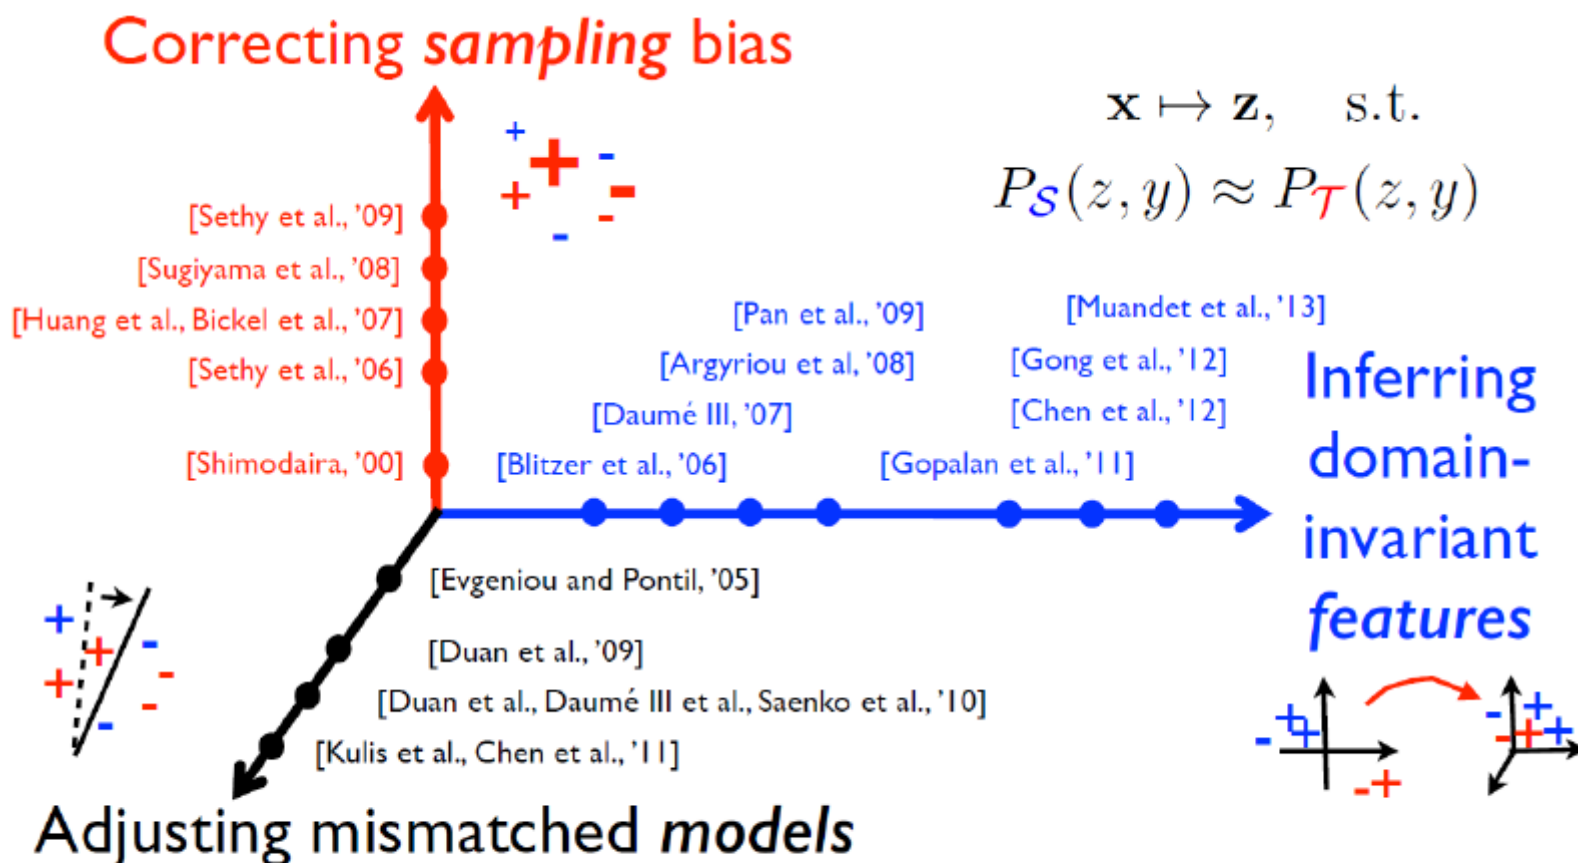 Correcting sampling bias
x ↦ z, s.t.
P_S(z, y) ≈ P_T(z, y)
[Sethy et al., '09]
[Sugiyama et al., '08]
[Huang et al., Bickel et al., '07]
[Sethy et al., '06]
[Shimodaira, '00]
[Pan et al., '09]
[Muandet et al., '13]
[Argyriou et al, '08]
[Gong et al., '12]
[Daumé III, '07]
[Chen et al., '12]
[Blitzer et al., '06]
[Gopalan et al., '11]
Inferring
domain-
invariant
features
[Evgeniou and Pontil, '05]
[Duan et al., '09]
[Duan et al., Daumé III et al., Saenko et al., '10]
[Kulis et al., Chen et al., '11]
Adjusting mismatched models